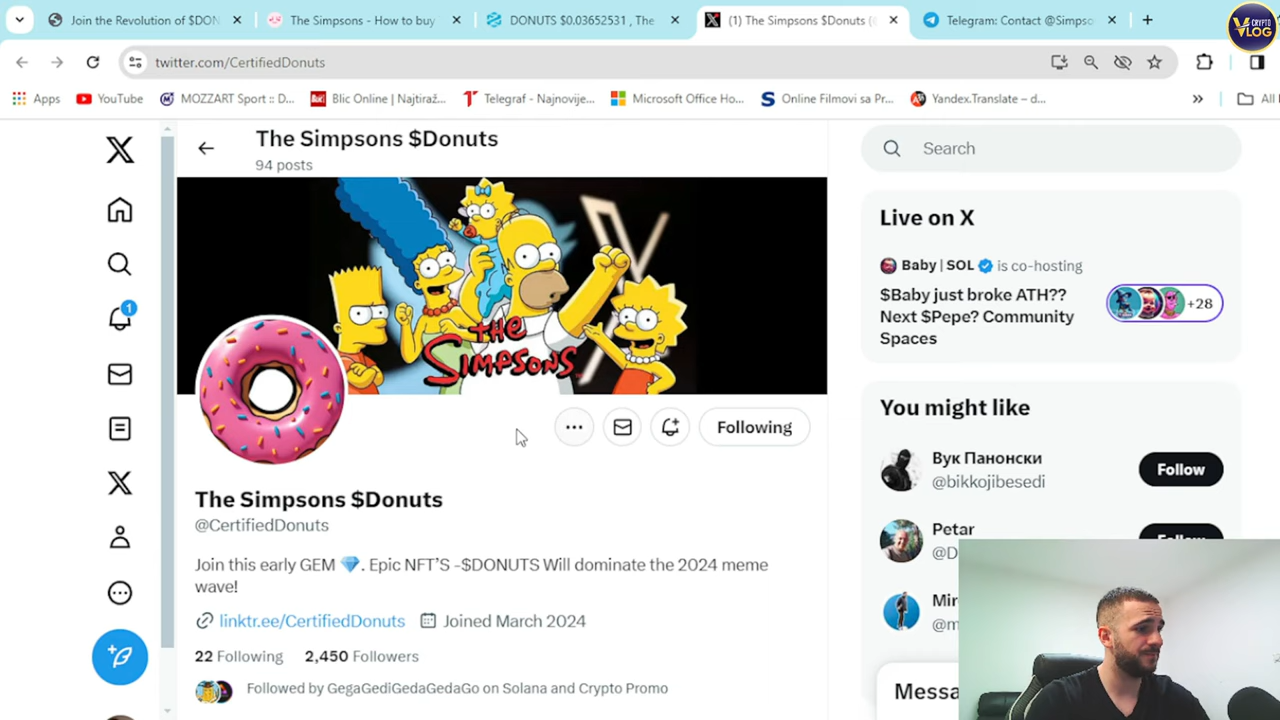 Join the Revolution of $DON
The Simpsons - How to buy
DONUTS $0.03652531 , The
(1) The Simpsons $Donuts (
Telegram: Contact @Simpso
CRYPTO
VLOG
twitter.com/CertifiedDonuts
Apps
YouTube
MOZZART Sport :: D...
Blic Online | Najtiraž...
Telegraf - Najnovije...
Microsoft Office Ho...
Online Filmovi sa Pr...
Yandex.Translate – d...
»
All
The Simpsons $Donuts
94 posts
Search
THE
SIMPSONS
Live on X
Baby | SOL is co-hosting
$Baby just broke ATH??
Next $Pepe? Community
Spaces
+28
1
Following
You might like
Вук Панонски
@bikkojibesedi
Follow
Petar
@D
Follow
Mir
@m
The Simpsons $Donuts
@CertifiedDonuts
Join this early GEM 💎. Epic NFT'S -$DONUTS Will dominate the 2024 meme
wave!
linktr.ee/CertifiedDonuts Joined March 2024
22 Following 2,450 Followers
Followed by GegaGediGedaGedaGo on Solana and Crypto Promo
Messa